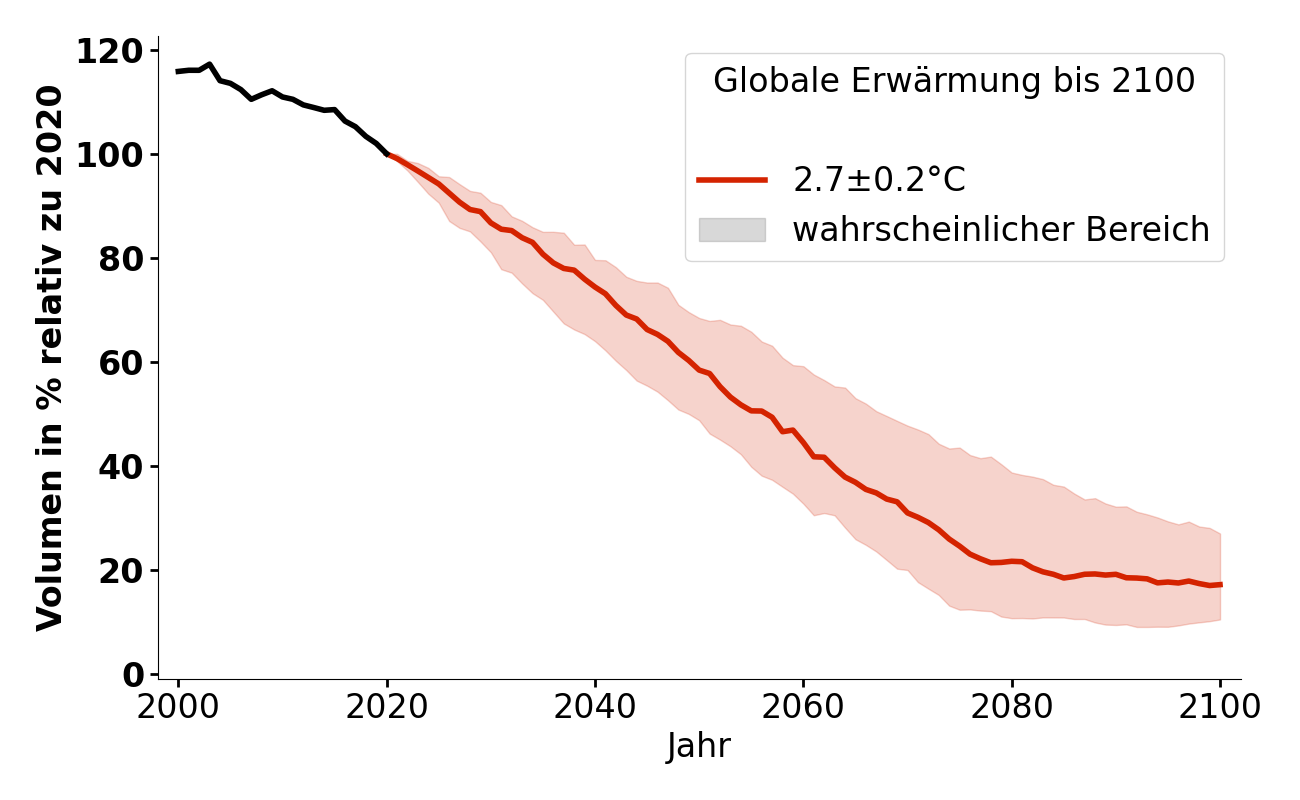 Volumen in % relativ zu 2020
120
100
80
60
40
20
0
Globale Erwärmung bis 2100
2.7±0.2°C
wahrscheinlicher Bereich
2000 2020 2040 2060 2080 2100
Jahr